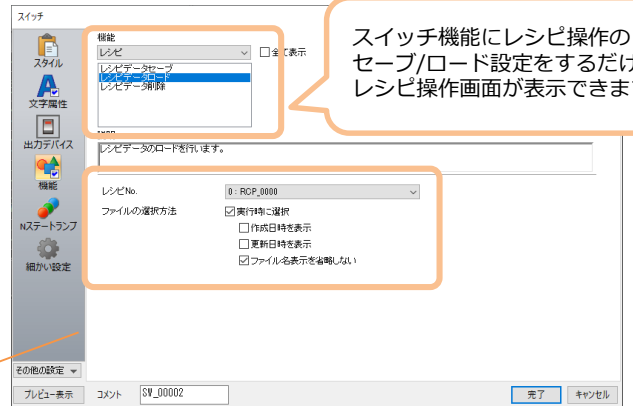 スイッチ
スイッチ機能にレシピ操作の
セーブ/ロード設定をするだけ
レシピ操作画面が表示できま
機能
レシピ
全て表示
レシピデータセーブ
レシピデータロード
レシピデータ削除
レシピデータのロードを行います。
レシピNo.
0 : RCP_0000
ファイルの選択方法
実行時に選択
作成日時を表示
更新日時を表示
ファイル名表示を省略しない
スタイル
文字属性
出力デバイス
機能
Nステートランプ
細かい設定
その他の設定
プレビュー表示
コメント
SW_00002
完了
キャンセル